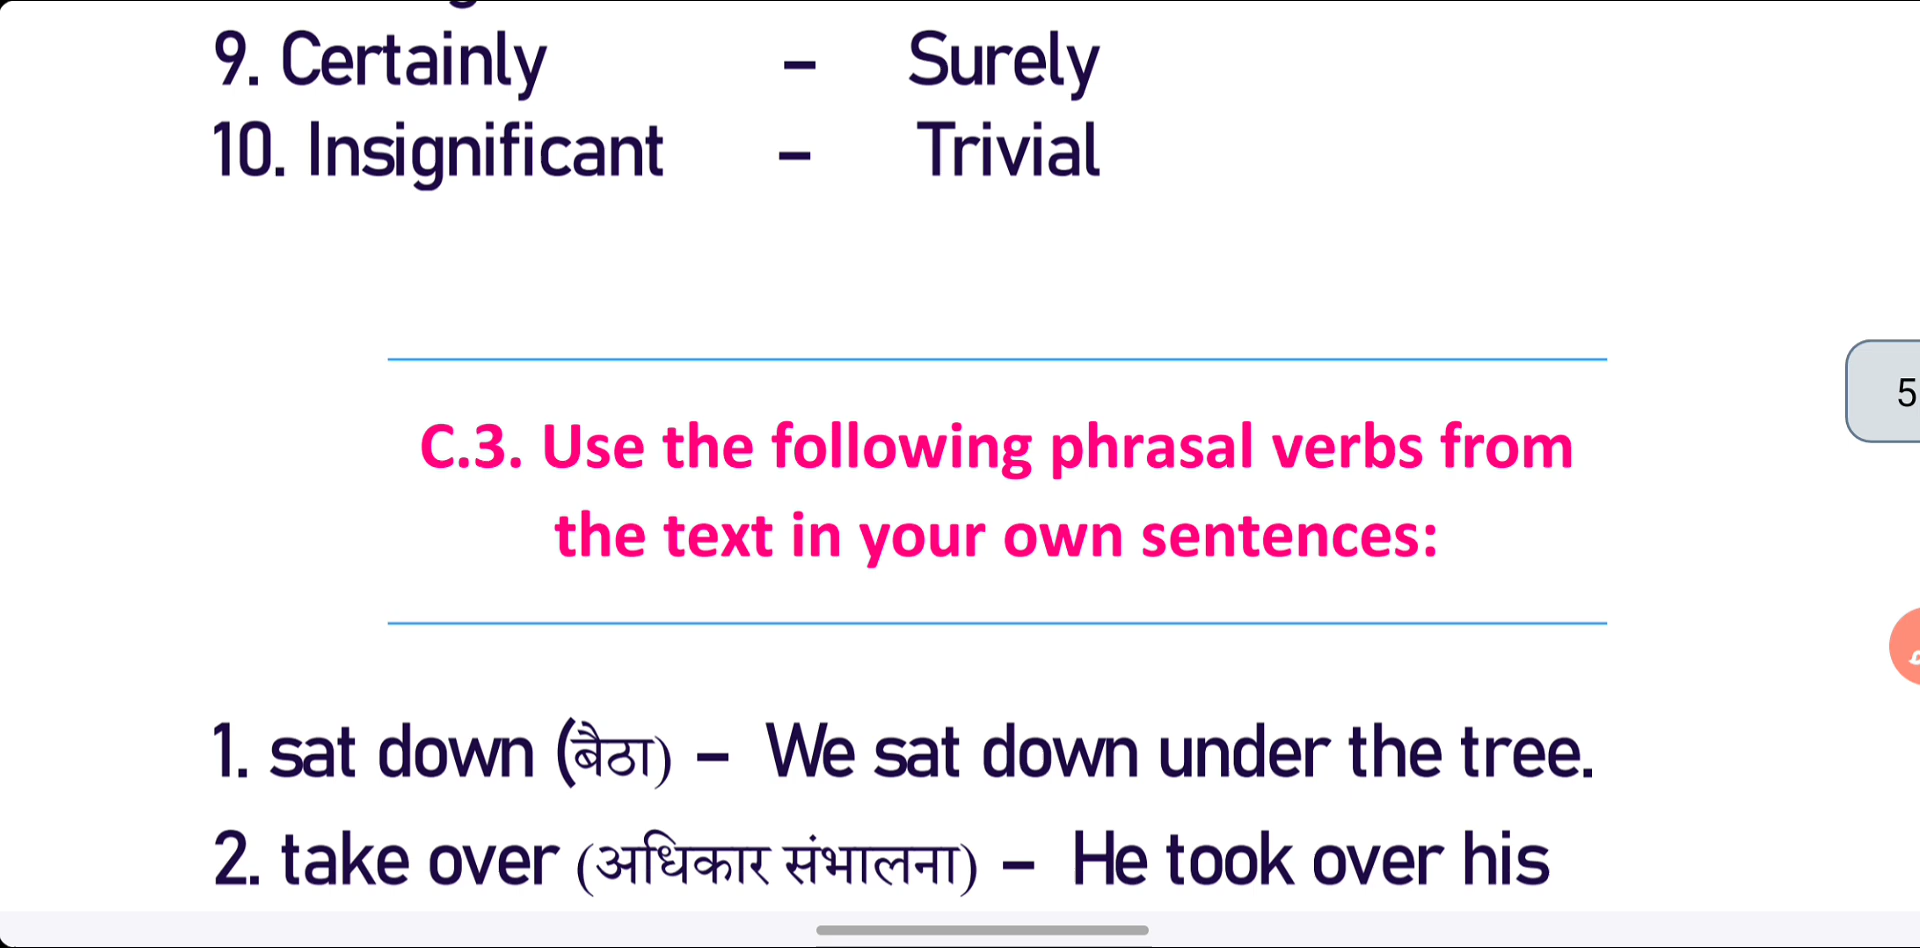 9. Certainly - Surely
10. Insignificant - Trivial
C.3. Use the following phrasal verbs from
the text in your own sentences:
1. sat down (बैठा) - We sat down under the tree.
2. take over (अधिकार संभालना) - He took over his
5